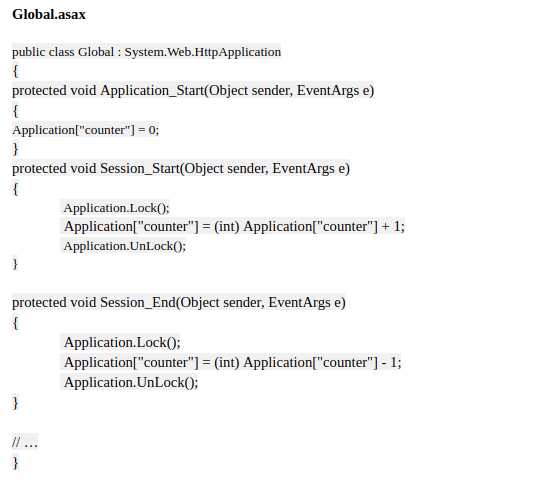 Global.asax
public class Global : System.Web.HttpApplication
{
protected void Application_Start(Object sender, EventArgs e)
{
Application["counter"] = 0;
}
protected void Session_Start(Object sender, EventArgs e)
{
Application.Lock();
Application["counter"] = (int) Application["counter"] + 1;
Application.UnLock();
}
protected void Session_End(Object sender, EventArgs e)
{
Application.Lock();
Application["counter"] = (int) Application["counter"] - 1;
Application.UnLock();
}
// …
}